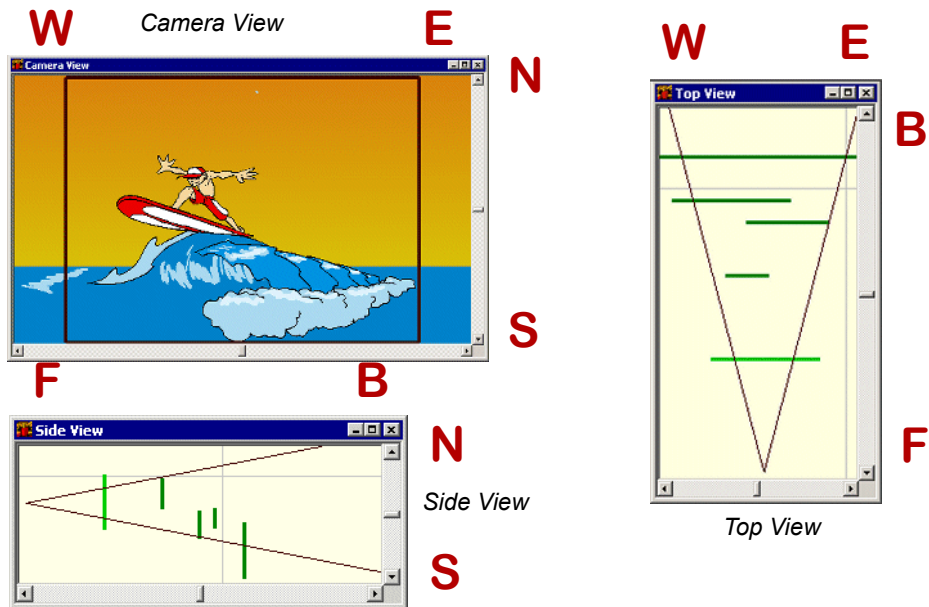 W Camera View E
Camera View
N
S
F B
Side View
N
Side View
S
W E
Top View
B
F
Top View